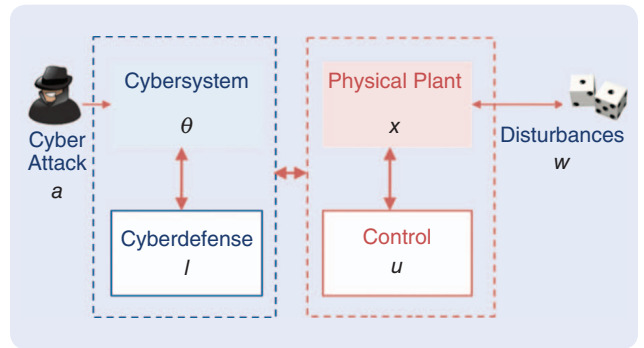 Cyber
Attack
a
Cybersystem
θ
Cyberdefense
l
Physical Plant
x
Control
u
Disturbances
w